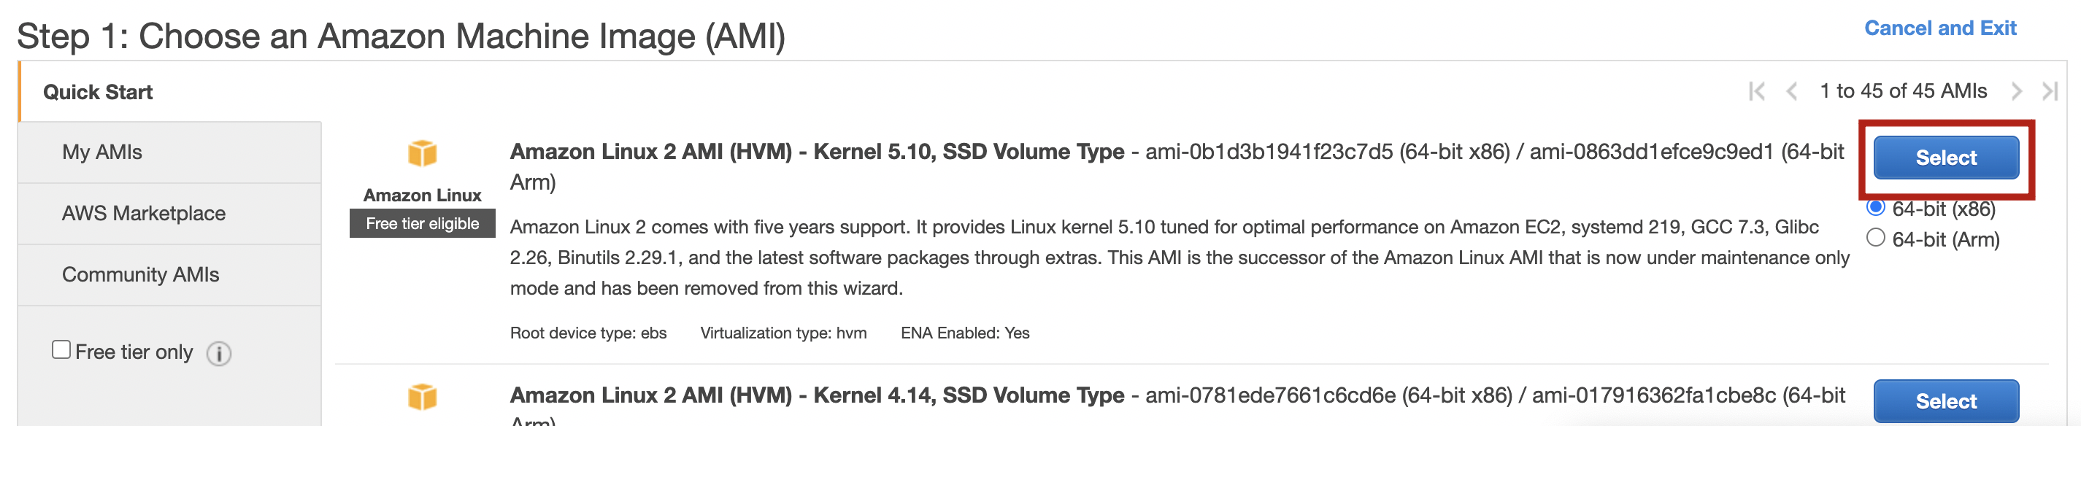 Step 1: Choose an Amazon Machine Image (AMI)
Cancel and Exit
Quick Start
1 to 45 of 45 AMIs
My AMIs
AWS Marketplace
Community AMIs
Free tier only
Amazon Linux
Free tier eligible
Amazon Linux 2 AMI (HVM) - Kernel 5.10, SSD Volume Type - ami-0b1d3b1941f23c7d5 (64-bit x86) / ami-0863dd1efce9c9ed1 (64-bit
Arm)
Amazon Linux 2 comes with five years support. It provides Linux kernel 5.10 tuned for optimal performance on Amazon EC2, systemd 219, GCC 7.3, Glibc
2.26, Binutils 2.29.1, and the latest software packages through extras. This AMI is the successor of the Amazon Linux AMI that is now under maintenance only
mode and has been removed from this wizard.
Root device type: ebs Virtualization type: hvm ENA Enabled: Yes
Select
64-bit (x86)
64-bit (Arm)
Amazon Linux 2 AMI (HVM) - Kernel 4.14, SSD Volume Type - ami-0781ede7661c6cd6e (64-bit x86) / ami-017916362fa1cbe8c (64-bit
Arm)
Select